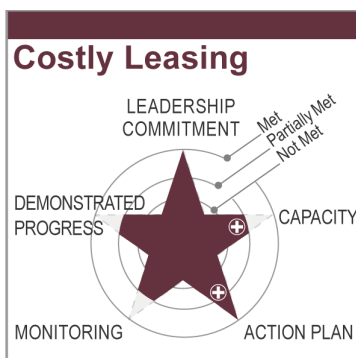 Costly Leasing
LEADERSHIP
COMMITMENT
Met
Partially Met
Not Met
DEMONSTRATED
PROGRESS
CAPACITY
MONITORING
ACTION PLAN